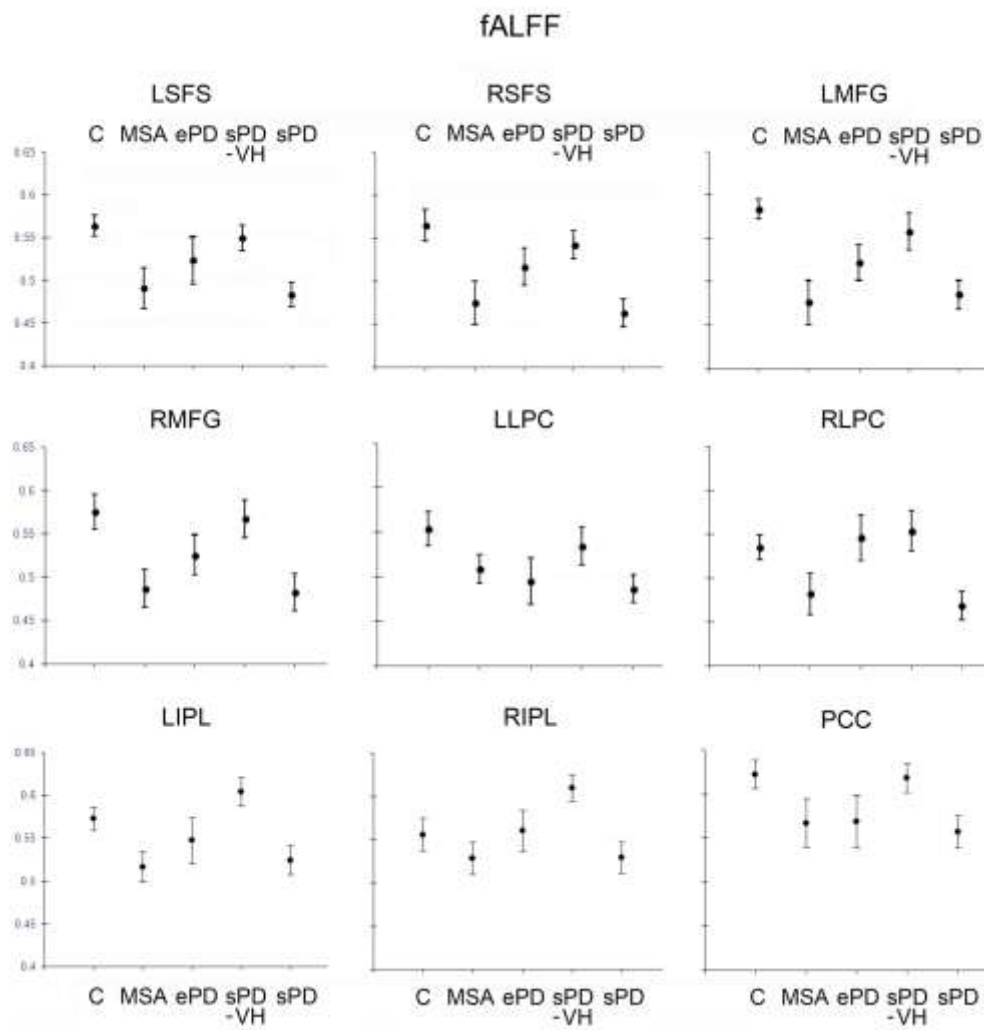 fALFF
LSFS RSFS LMFG
C MSA ePD sPD sPD C MSA ePD sPD sPD C MSA ePD sPD sPD
-VH -VH -VH
0.65
0.6
0.55
0.5
0.45
0.4
RMFG LLPC RLPC
0.65
0.6
0.55
0.5
0.45
0.4
LIPL RIPL PCC
0.65
0.6
0.55
0.5
0.45
0.4
C MSA ePD sPD sPD C MSA ePD sPD sPD C MSA ePD sPD sPD
-VH -VH -VH